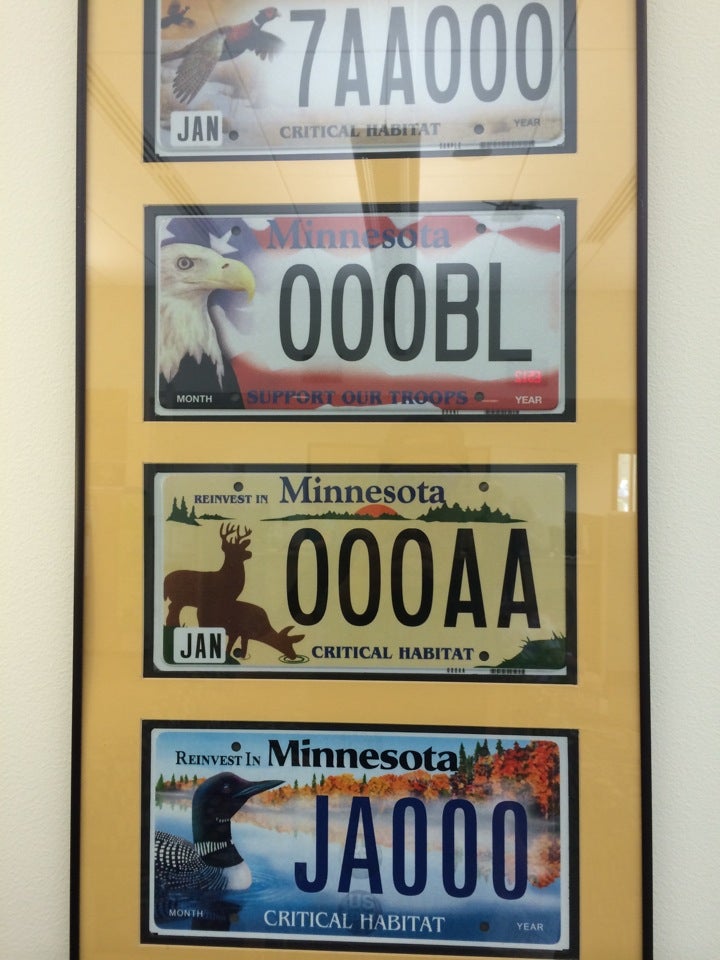 7AA000
JAN
CRITICAL HABITAT
YEAR
Minnesota
000BL
MONTH
SUPPORT OUR TROOPS
YEAR
REINVEST IN Minnesota
000AA
JAN
CRITICAL HABITAT
REINVEST IN Minnesota
JA000
MONTH
CRITICAL HABITAT
YEAR